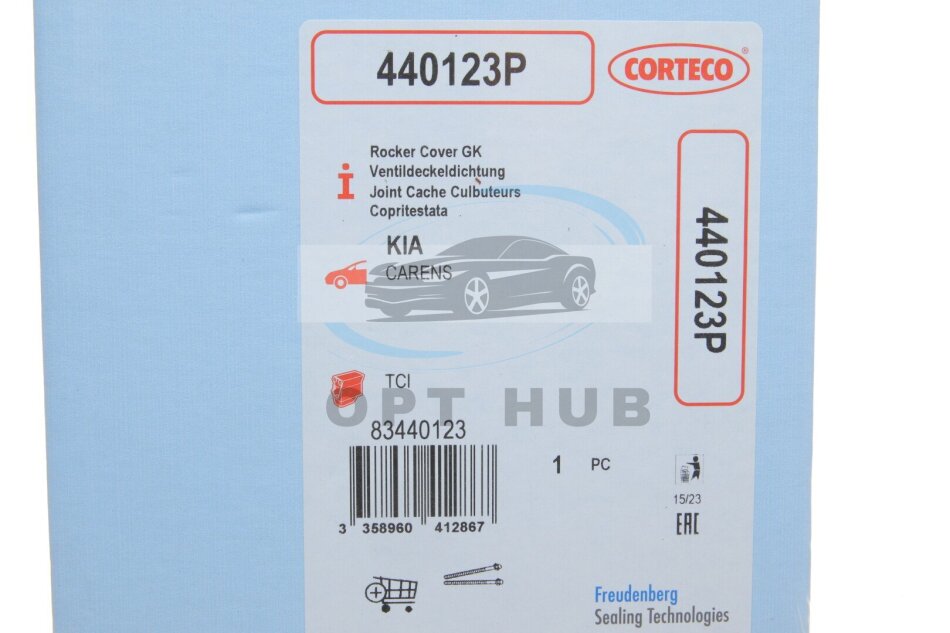 440123P
CORTECO®
Rocker Cover GK
Ventildeckeldichtung
Joint Cache Culbuteurs
Copritestata
KIA
CARENS
440123P
TCI
OPT HUB
83440123
1 PC
3 358960 412867
15/23
EAC
Freudenberg
Sealing Technologies